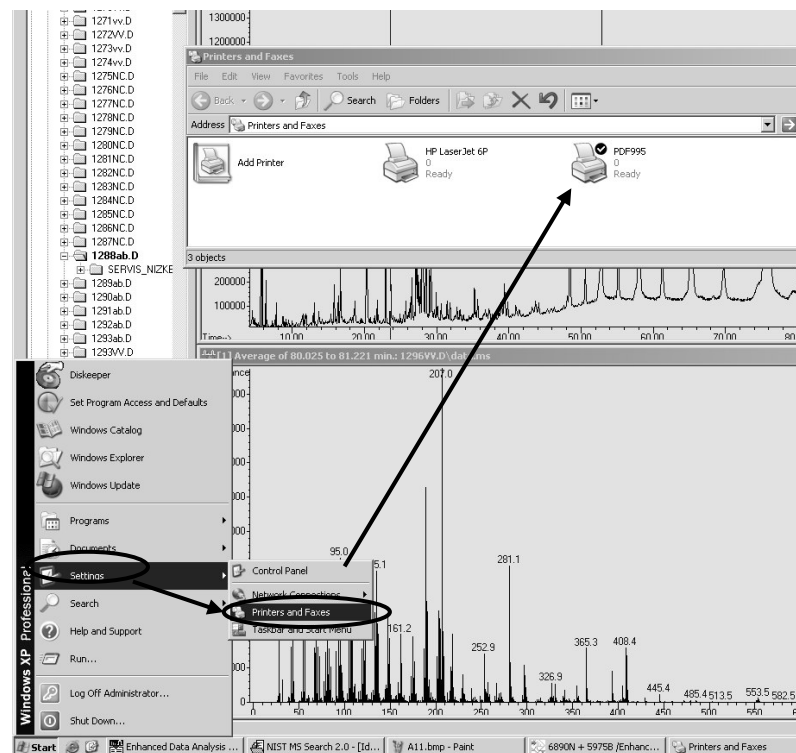 1271vv.D
1272VV.D
1273vv.D
1274vv.D
1275NC.D
1276NC.D
1277NC.D
1278NC.D
1279NC.D
1280NC.D
1281NC.D
1282NC.D
1283NC.D
1284NC.D
1285NC.D
1286NC.D
1287NC.D
1288ab.D
SERVIS_NIZKE
1289ab.D
1290ab.D
1291ab.D
1292ab.D
1293ab.D
1293VV.D
1300000
1200000
Printers and Faxes
File Edit View Favorites Tools Help
Back Search Folders
Address Printers and Faxes
Add Printer
HP LaserJet 6P
0
Ready
PDF995
0
Ready
3 objects
200000
100000
Time--> 10.00 20.00 30.00 40.00 50.00 60.00 70.00 80
[1] Average of 80.025 to 81.221 min.: 1296VV.D\data.ms
207.0
95.0
281.1
161.2
252.9
326.9
365.3
408.4
445.4
485.4
513.5
553.5
582.5
0
0 50 100 150 200 250 300 350 400 450 500 550 600
Windows XP Professional
Diskeeper
Set Program Access and Defaults
Windows Catalog
Windows Explorer
Windows Update
Programs
Documents
Settings
Search
Help and Support
Run...
Log Off Administrator...
Shut Down...
Control Panel
Network Connections
Printers and Faxes
Taskbar and Start Menu
Start Enhanced Data Analysis ... NIST MS Search 2.0 - [Id... A11.bmp - Paint 6890N + 5975B /Enhanc... Printers and Faxes